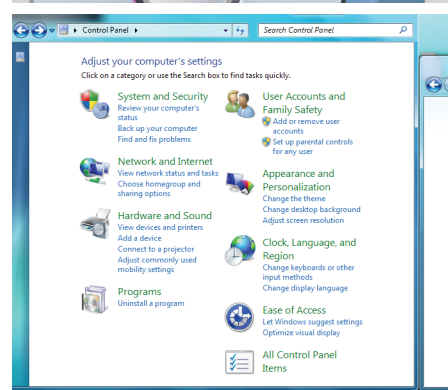 Control Panel
Search Control Panel
Adjust your computer's settings
Click on a category or use the Search box to find tasks quickly.
System and Security
Review your computer's
status
Back up your computer
Find and fix problems
Network and Internet
View network status and tasks
Choose homegroup and
sharing options
Hardware and Sound
View devices and printers
Add a device
Connect to a projector
Adjust commonly used
mobility settings
Programs
Uninstall a program
User Accounts and
Family Safety
Add or remove user
accounts
Set up parental controls
for any user
Appearance and
Personalization
Change the theme
Change desktop background
Adjust screen resolution
Clock, Language, and
Region
Change keyboards or other
input methods
Change display language
Ease of Access
Let Windows suggest settings
Optimize visual display
All Control Panel
Items